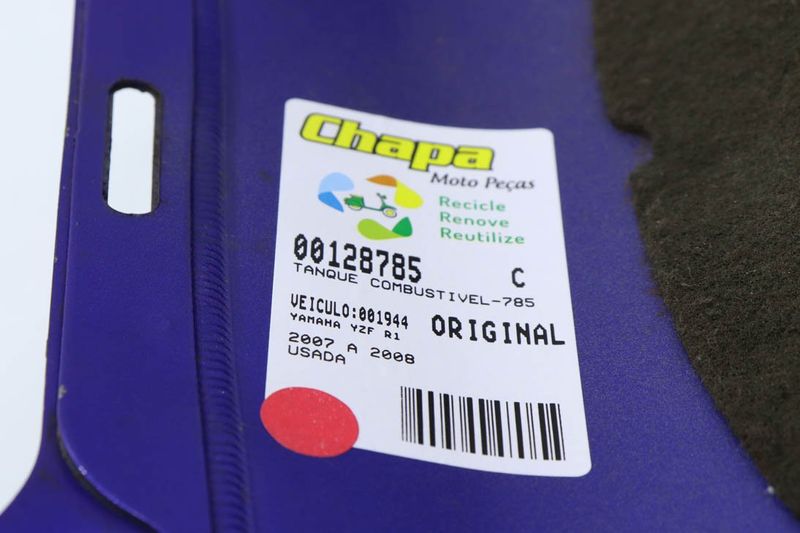 Chapa
Moto Peças
Recicle
Renove
Reutilize
00128785 C
TANQUE COMBUSTIVEL-785
VEICULO:001944 ORIGINAL
YAMAHA YZF R1
2007 A 2008
USADA